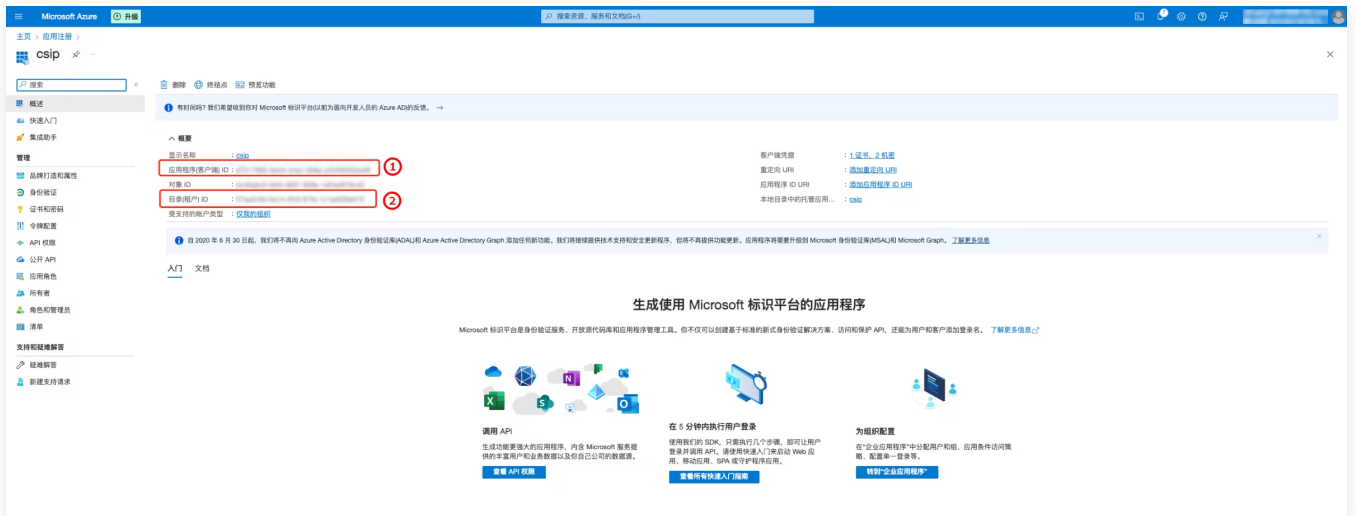 Microsoft Azure
升级
搜索资源、服务和文档(G+/)
主页 > 应用注册 >
csip
搜索
概述
快速入门
集成助手
管理
品牌打造和属性
身份验证
证书和密码
令牌配置
API 权限
公开 API
应用角色
所有者
角色和管理员
清单
支持和疑难解答
疑难解答
新建支持请求
删除 终结点 预览功能
有时间吗? 我们希望收到你对 Microsoft 标识平台(以前为面向开发人员的 Azure AD)的反馈。 →
概要
显示名称 : csip
应用程序(客户端) ID :
①
对象 ID :
目录(租户) ID :
②
受支持的帐户类型 : 仅我的组织
客户端凭据 : 1 证书、2 机密
重定向 URI : 添加重定向 URI
应用程序 ID URI : 添加应用程序 ID URI
本地目录中的托管应用... : csip
自 2020 年 6 月 30 日起，我们将不再向 Azure Active Directory 身份验证库(ADAL)和 Azure Active Directory Graph 添加任何新功能。我们将继续提供技术支持和安全更新程序，但将不再提供功能更新。应用程序将需要升级到 Microsoft 身份验证库(MSAL)和 Microsoft Graph。 了解更多信息
入门 文档
生成使用 Microsoft 标识平台的应用程序
Microsoft 标识平台是身份验证服务、开放源代码库和应用程序管理工具。你不仅可以创建基于标准的新式身份验证解决方案、访问和保护 API，还能为用户和客户添加登录名。 了解更多信息
调用 API
生成功能更强大的应用程序，内含 Microsoft 服务提
供的丰富用户和业务数据以及你自己公司的数据源。
查看 API 权限
在 5 分钟内执行用户登录
使用我们的 SDK，只需执行几个步骤，即可让用户
登录并调用 API。请使用快速入门来启动 Web 应
用、移动应用、SPA 或守护程序应用。
查看所有快速入门指南
为组织配置
在"企业应用程序"中分配用户和组、应用条件访问策
略、配置单一登录等。
转到"企业应用程序"